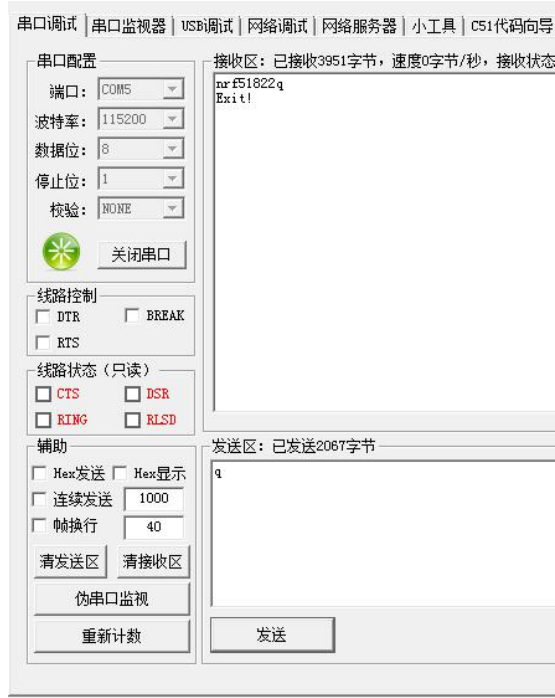 串口调试 串口监视器 USB调试 网络调试 网络服务器 小工具 C51代码向导
串口配置
端口: COM5
波特率: 115200
数据位: 8
停止位: 1
校验: NONE
关闭串口
线路控制
DTR BREAK
RTS
线路状态（只读）
CTS DSR
RING RLSD
辅助
Hex发送 Hex显示
连续发送 1000
帧换行 40
清发送区 清接收区
伪串口监视
重新计数
接收区: 已接收3951字节，速度0字节/秒，接收状态
nrf51822q
Exit!
发送区: 已发送2067字节
q
发送